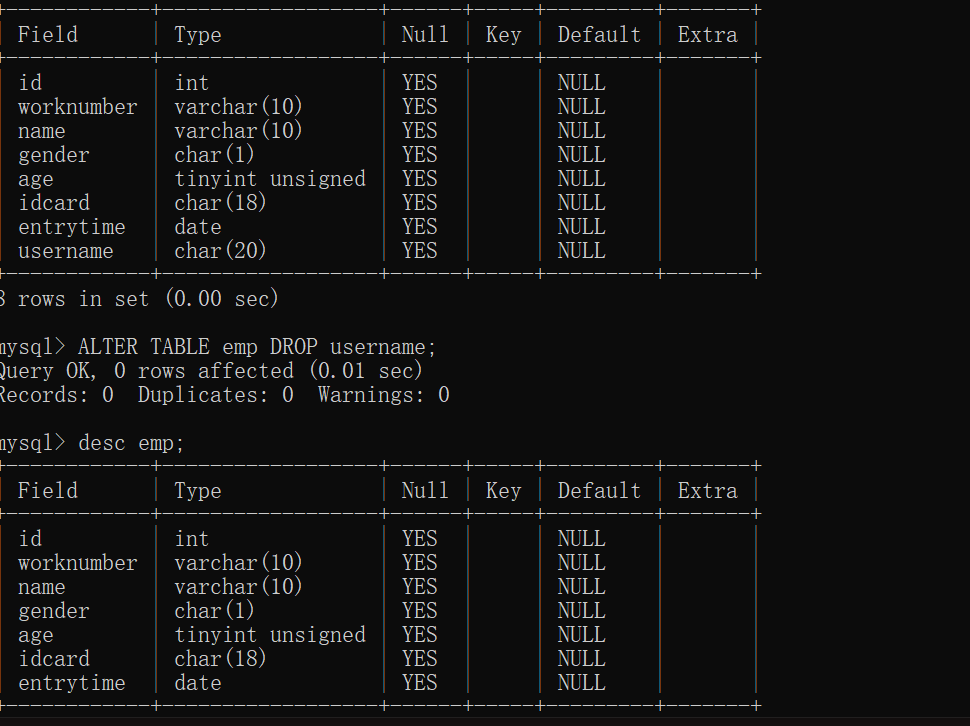 +------------+------------------+------+-----+---------+-------+
| Field | Type | Null | Key | Default | Extra |
+------------+------------------+------+-----+---------+-------+
| id | int | YES | | NULL | |
| worknumber | varchar(10) | YES | | NULL | |
| name | varchar(10) | YES | | NULL | |
| gender | char(1) | YES | | NULL | |
| age | tinyint unsigned | YES | | NULL | |
| idcard | char(18) | YES | | NULL | |
| entrytime | date | YES | | NULL | |
| username | char(20) | YES | | NULL | |
+------------+------------------+------+-----+---------+-------+
8 rows in set (0.00 sec)
mysql> ALTER TABLE emp DROP username;
Query OK, 0 rows affected (0.01 sec)
Records: 0  Duplicates: 0  Warnings: 0
mysql> desc emp;
+------------+------------------+------+-----+---------+-------+
| Field | Type | Null | Key | Default | Extra |
+------------+------------------+------+-----+---------+-------+
| id | int | YES | | NULL | |
| worknumber | varchar(10) | YES | | NULL | |
| name | varchar(10) | YES | | NULL | |
| gender | char(1) | YES | | NULL | |
| age | tinyint unsigned | YES | | NULL | |
| idcard | char(18) | YES | | NULL | |
| entrytime | date | YES | | NULL | |
+------------+------------------+------+-----+---------+-------+